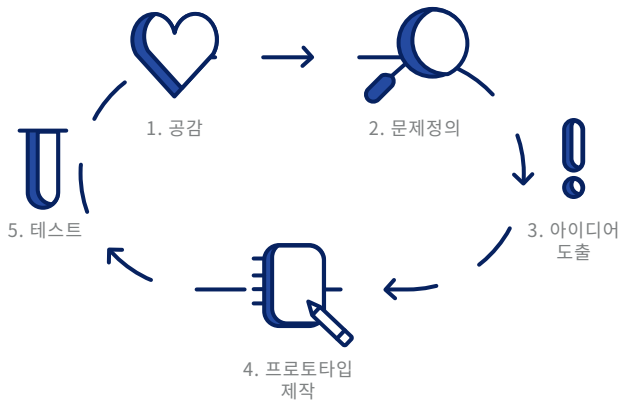 1. 공감
2. 문제정의
3. 아이디어
도출
4. 프로토타입
제작
5. 테스트